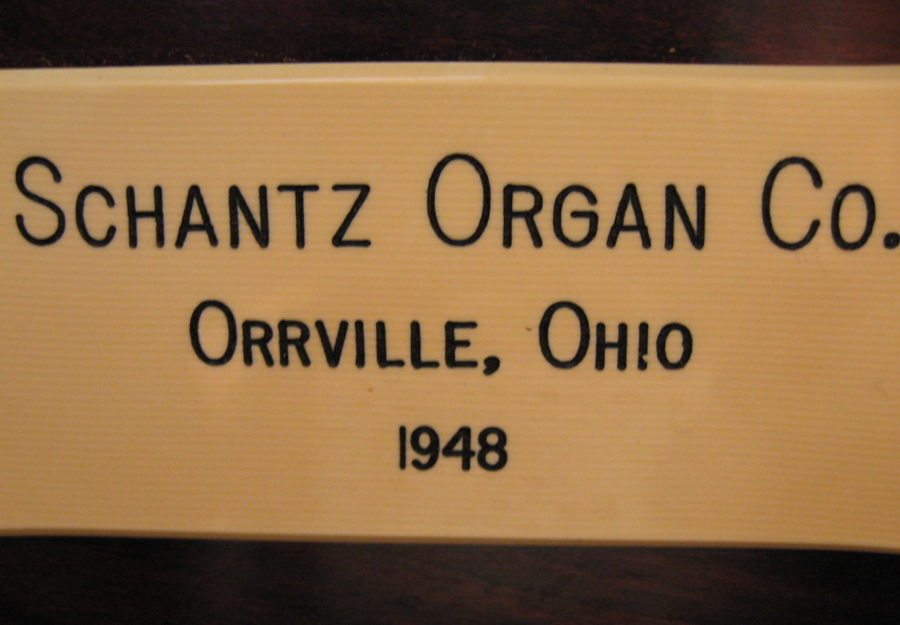 Schantz Organ Co.
Orrville, Ohio
1948